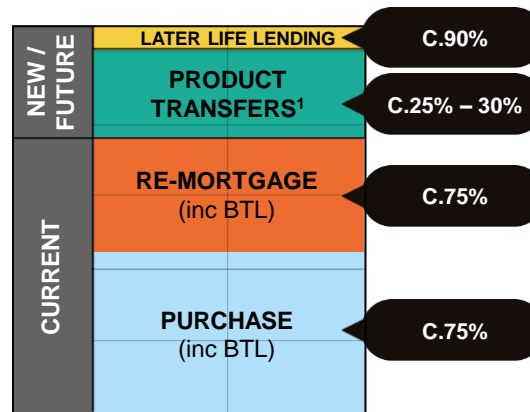 NEW /
FUTURE
LATER LIFE LENDING
C.90%
PRODUCT
TRANSFERS¹
C.25% – 30%
CURRENT
RE-MORTGAGE
(inc BTL)
C.75%
PURCHASE
(inc BTL)
C.75%